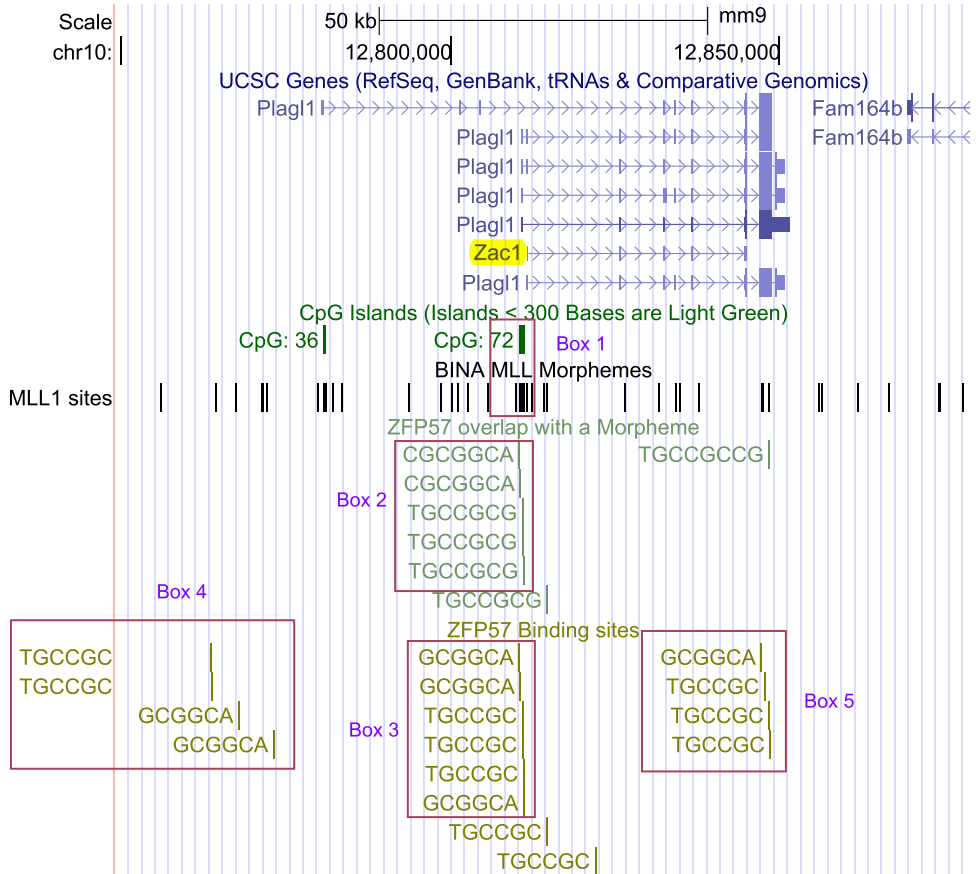 Scale 50 kb mm9
chr10: 12,800,000 12,850,000
UCSC Genes (RefSeq, GenBank, tRNAs & Comparative Genomics)
Plagl1 Fam164b
Plagl1 Fam164b
Plagl1
Plagl1
Plagl1
Zac1
Plagl1
CpG Islands (Islands < 300 Bases are Light Green)
CpG: 36 CpG: 72 Box 1
BINA MLL Morphemes
MLL1 sites
ZFP57 overlap with a Morpheme
CGCGGCA TGCCGCCG
CGCGGCA
Box 2
TGCCGCG
TGCCGCG
TGCCGCG
Box 4
TGCCGCG
ZFP57 Binding sites
TGCCGC GCGGCA GCGGCA
TGCCGC GCGGCA TGCCGC
Box 5
GCGGCA TGCCGC TGCCGC
Box 3
GCGGCA TGCCGC TGCCGC
TGCCGC
GCGGCA
TGCCGC
TGCCGC